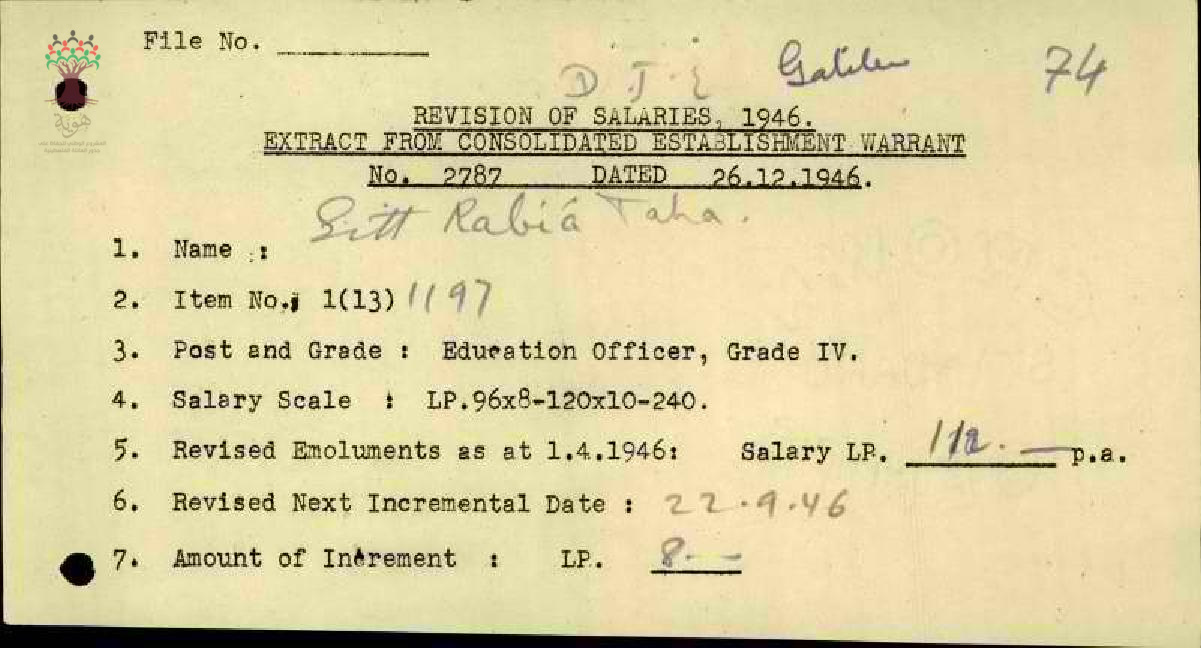 File No.
D J E Galilee 74
REVISION OF SALARIES, 1946.
EXTRACT FROM CONSOLIDATED ESTABLISHMENT WARRANT
No. 2787 DATED 26.12.1946.
Sitt Rabiá Taha.
1. Name :
2. Item No.; 1(13) 1197
3. Post and Grade : Education Officer, Grade IV.
4. Salary Scale : LP.96x8-120x10-240.
5. Revised Emoluments as at 1.4.1946: Salary LP. 112.— p.a.
6. Revised Next Incremental Date : 22.9.46
7. Amount of Increment : LP. 8.—
هوية